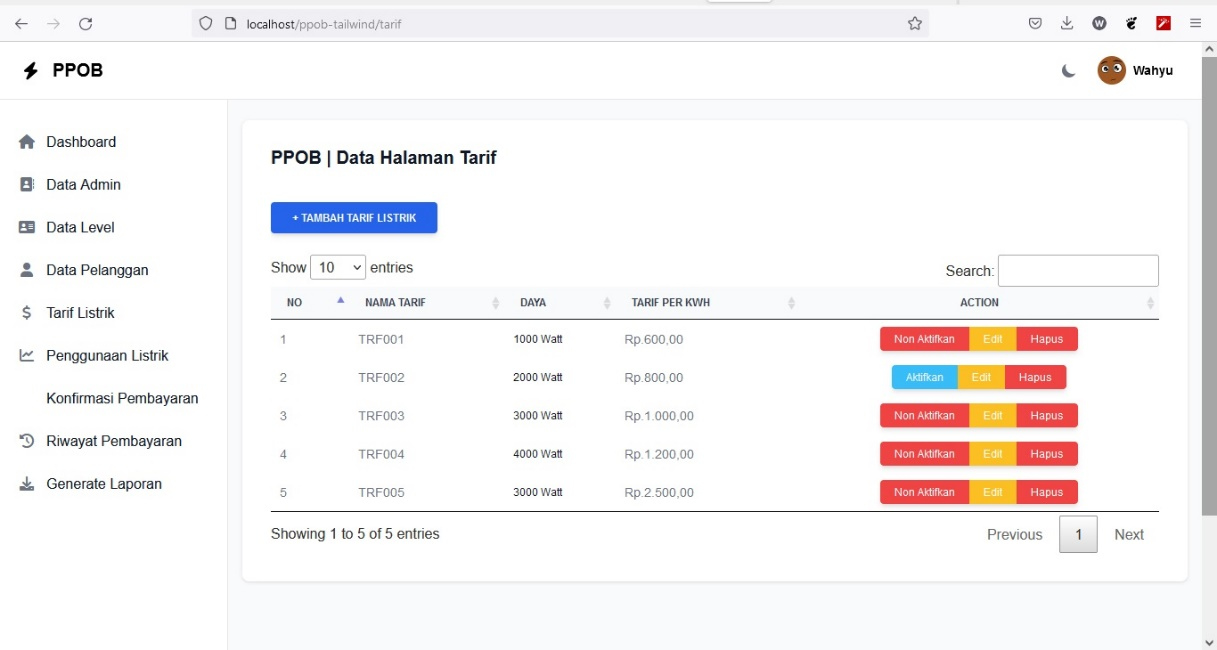 localhost/ppob-tailwind/tarif
W
PPOB
Wahyu
Dashboard
Data Admin
Data Level
Data Pelanggan
Tarif Listrik
Penggunaan Listrik
Konfirmasi Pembayaran
Riwayat Pembayaran
Generate Laporan
PPOB | Data Halaman Tarif
+ TAMBAH TARIF LISTRIK
Show 10 entries
Search:
NO NAMA TARIF DAYA TARIF PER KWH ACTION
1 TRF001 1000 Watt Rp.600,00 Non Aktifkan Edit Hapus
2 TRF002 2000 Watt Rp.800,00 Aktifkan Edit Hapus
3 TRF003 3000 Watt Rp.1.000,00 Non Aktifkan Edit Hapus
4 TRF004 4000 Watt Rp.1.200,00 Non Aktifkan Edit Hapus
5 TRF005 3000 Watt Rp.2.500,00 Non Aktifkan Edit Hapus
Showing 1 to 5 of 5 entries
Previous 1 Next